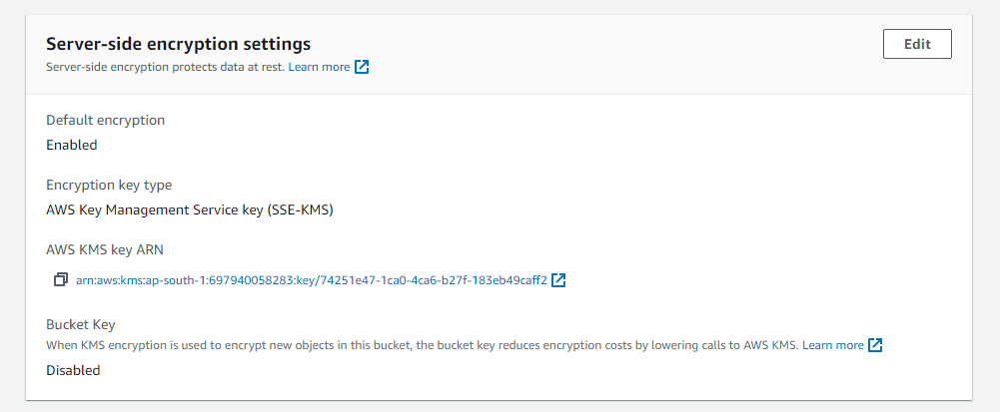 Server-side encryption settings
Edit
Server-side encryption protects data at rest. Learn more
Default encryption
Enabled
Encryption key type
AWS Key Management Service key (SSE-KMS)
AWS KMS key ARN
arn:aws:kms:ap-south-1:697940058283:key/74251e47-1ca0-4ca6-b27f-183eb49caff2
Bucket Key
When KMS encryption is used to encrypt new objects in this bucket, the bucket key reduces encryption costs by lowering calls to AWS KMS. Learn more
Disabled